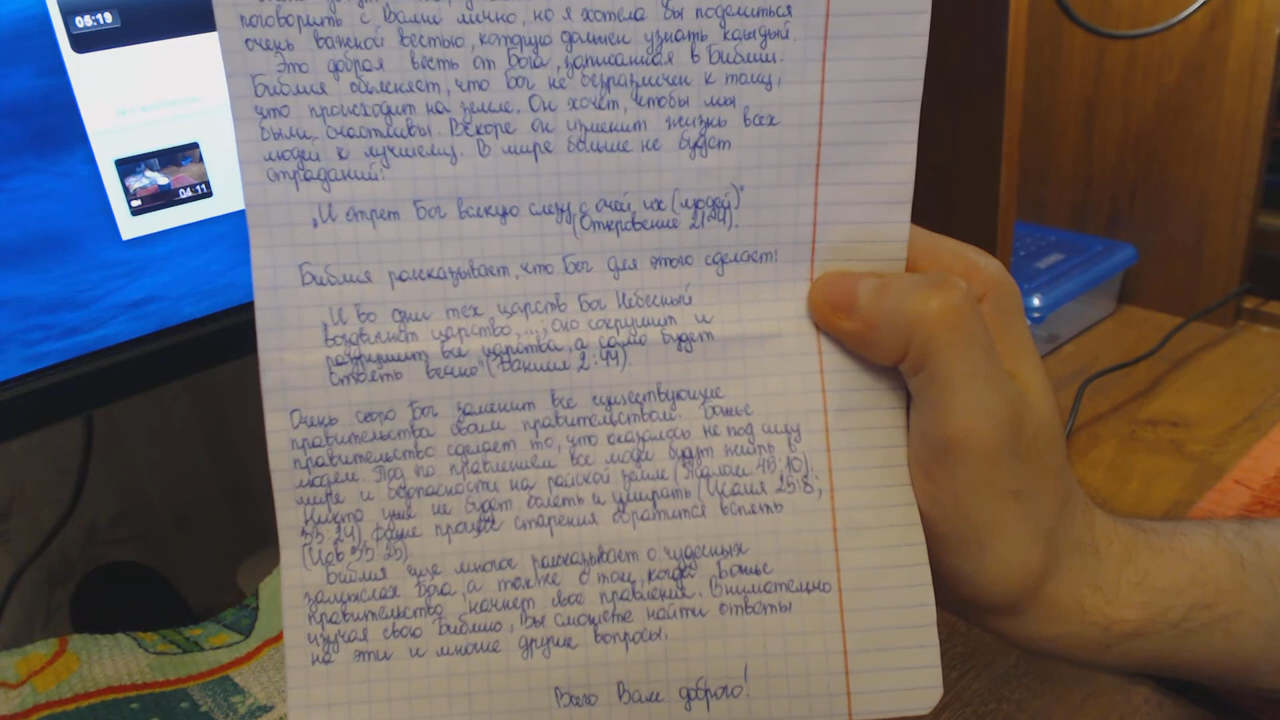 05:19
04:11
поговорить с Вами лично, но я хотела бы поделиться
очень важной вестью, которую должен узнать каждый.
Это добрая весть от Бога, записанная в Библии.
Библия объясняет, что Бог не безразличен к тому,
что происходит на земле. Он хочет, чтобы мы
были счастливы. Вскоре он изменит жизнь всех
людей к лучшему. В мире больше не будет
страданий:
„И отрет Бог всякую слезу с очей их (людей)"
(Откровение 21:4).
Библия рассказывает, что Бог для этого сделает!
„И во дни тех царств Бог Небесный
воздвигнет царство, ..., оно сокрушит и
разрушит все царства, а само будет
стоять вечно" (Даниил 2:44).
Очень скоро Бог заменит все существующие
правительства своим правительством. Божье
правительство сделает то, что оказалось не под силу
людям. Под по правлением все люди будут жить в
мире и безопасности на райской земле (Псалом 46:10).
Никто уже не будет болеть и умирать (Исаия 25:8;
33:24). Даже процесс старения обратится вспять
(Иов 33:25).
Библия еще многое рассказывает о чудесных
замыслах Бога, а также о том, когда Божье
правительство начнет свое правление. Внимательно
изучая свою Библию, Вы сможете найти ответы
на эти и многие другие вопросы.
Всего Вам доброго!